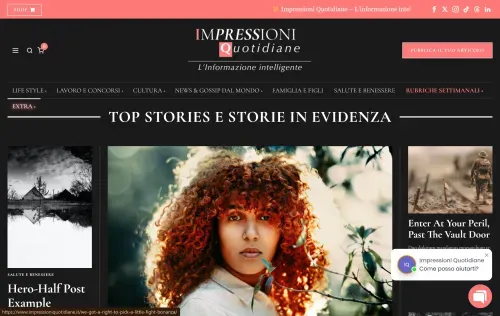 ✨ Impressioni Quotidiane – L'Informazione intel
IMPRESSIONI
Quotidiane
L'Informazione intelligente
PUBBLICA IL TUO ARTICOLO
LIFE STYLE
LAVORO E CONCORSI
CULTURA
NEWS & GOSSIP DAL MONDO
FAMIGLIA E FIGLI
SALUTE E BENESSERE
RUBRICHE SETTIMANALI
EXTRA
TOP STORIES E STORIE IN EVIDENZA
SALUTE E BENESSERE
Hero-Half Post
Example
Enter At Your Peril,
Past The Vault Door
IQ
Impressioni Quotidiane
Come posso aiutarti?
https://www.impressioniquotidiane.it/we-got-a-right-to-pick-a-little-fight-bonanza/